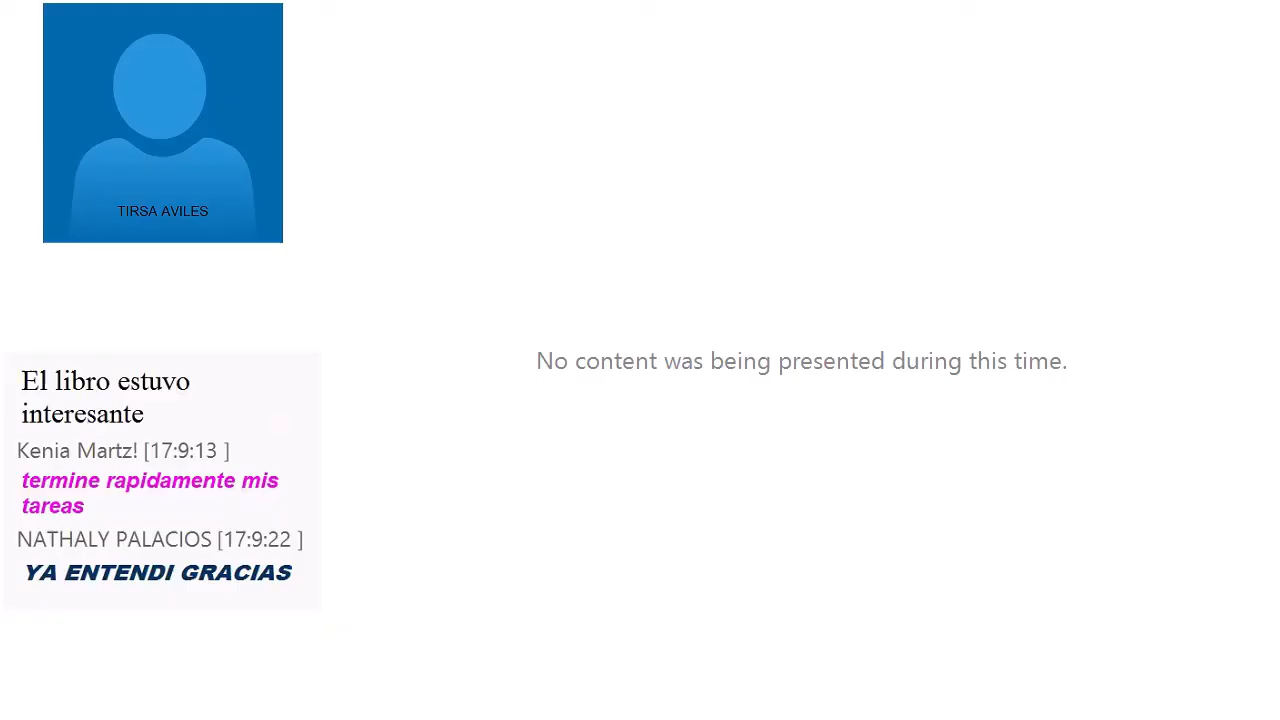 TIRSA AVILES
El libro estuvo
interesante
Kenia Martz! [17:9:13 ]
termine rapidamente mis
tareas
NATHALY PALACIOS [17:9:22 ]
YA ENTENDI GRACIAS
No content was being presented during this time.